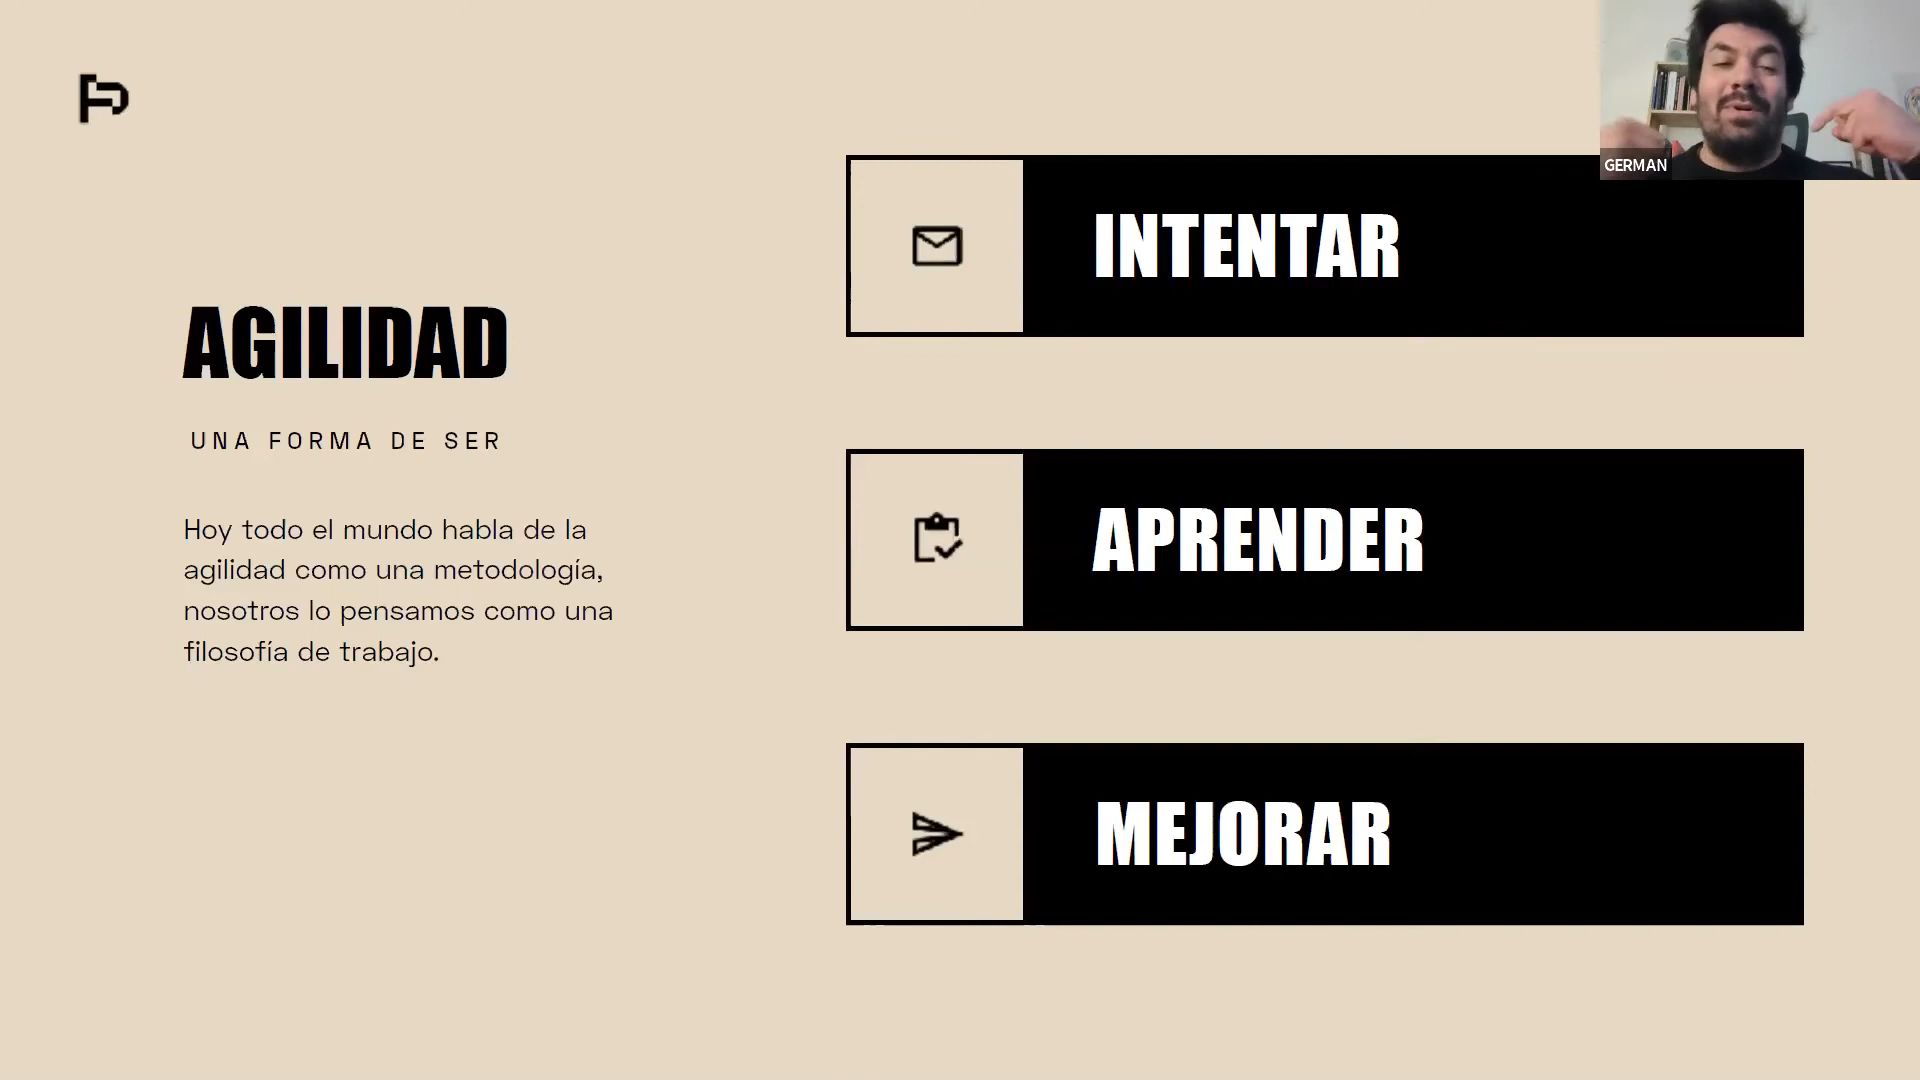 AGILIDAD
UNA FORMA DE SER
Hoy todo el mundo habla de la
agilidad como una metodología,
nosotros lo pensamos como una
filosofía de trabajo.
INTENTAR
APRENDER
MEJORAR
GERMAN